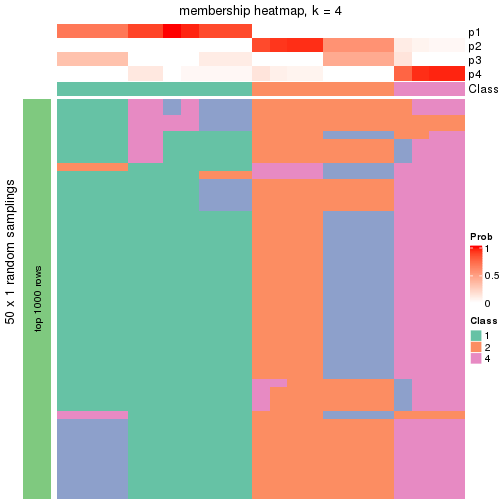 membership heatmap, k = 4
p1
p2
p3
p4
Class
50 x 1 random samplings
top 1000 rows
Prob
1
0.5
0
Class
1
2
4